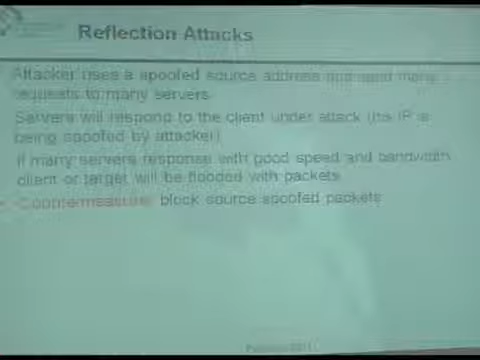 Reflection Attacks
Attacker uses a spoofed source address and send many
requests to many servers
Servers will respond to the client under attack (its IP is
being spoofed by attacker)
If many servers response with good speed and bandwidth
client or target will be flooded with packets
Countermeasure: block source spoofed packets